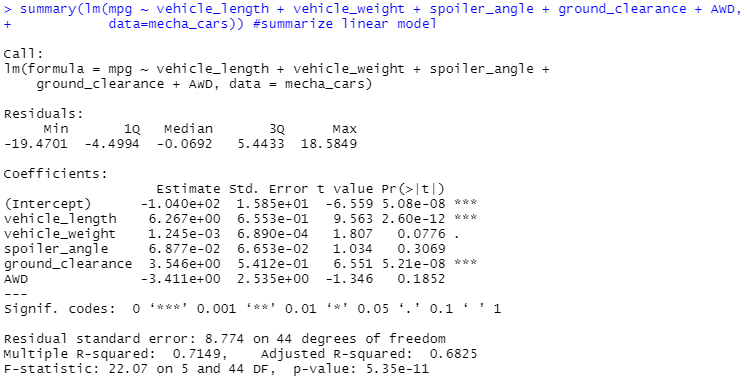 > summary(lm(mpg ~ vehicle_length + vehicle_weight + spoiler_angle + ground_clearance + AWD,
+            data=mecha_cars)) #summarize linear model
Call:
lm(formula = mpg ~ vehicle_length + vehicle_weight + spoiler_angle +
    ground_clearance + AWD, data = mecha_cars)
Residuals:
     Min       1Q   Median       3Q      Max
-19.4701  -4.4994  -0.0692   5.4433  18.5849
Coefficients:
                   Estimate Std. Error t value Pr(>|t|)
(Intercept)      -1.040e+02  1.585e+01  -6.559 5.08e-08 ***
vehicle_length    6.267e+00  6.553e-01   9.563 2.60e-12 ***
vehicle_weight    1.245e-03  6.890e-04   1.807   0.0776 .
spoiler_angle     6.877e-02  6.653e-02   1.034   0.3069
ground_clearance  3.546e+00  5.412e-01   6.551 5.21e-08 ***
AWD              -3.411e+00  2.535e+00  -1.346   0.1852
---
Signif. codes:  0 ‘***’ 0.001 ‘**’ 0.01 ‘*’ 0.05 ‘.’ 0.1 ‘ ’ 1
Residual standard error: 8.774 on 44 degrees of freedom
Multiple R-squared:  0.7149,	Adjusted R-squared:  0.6825
F-statistic: 22.07 on 5 and 44 DF,  p-value: 5.35e-11